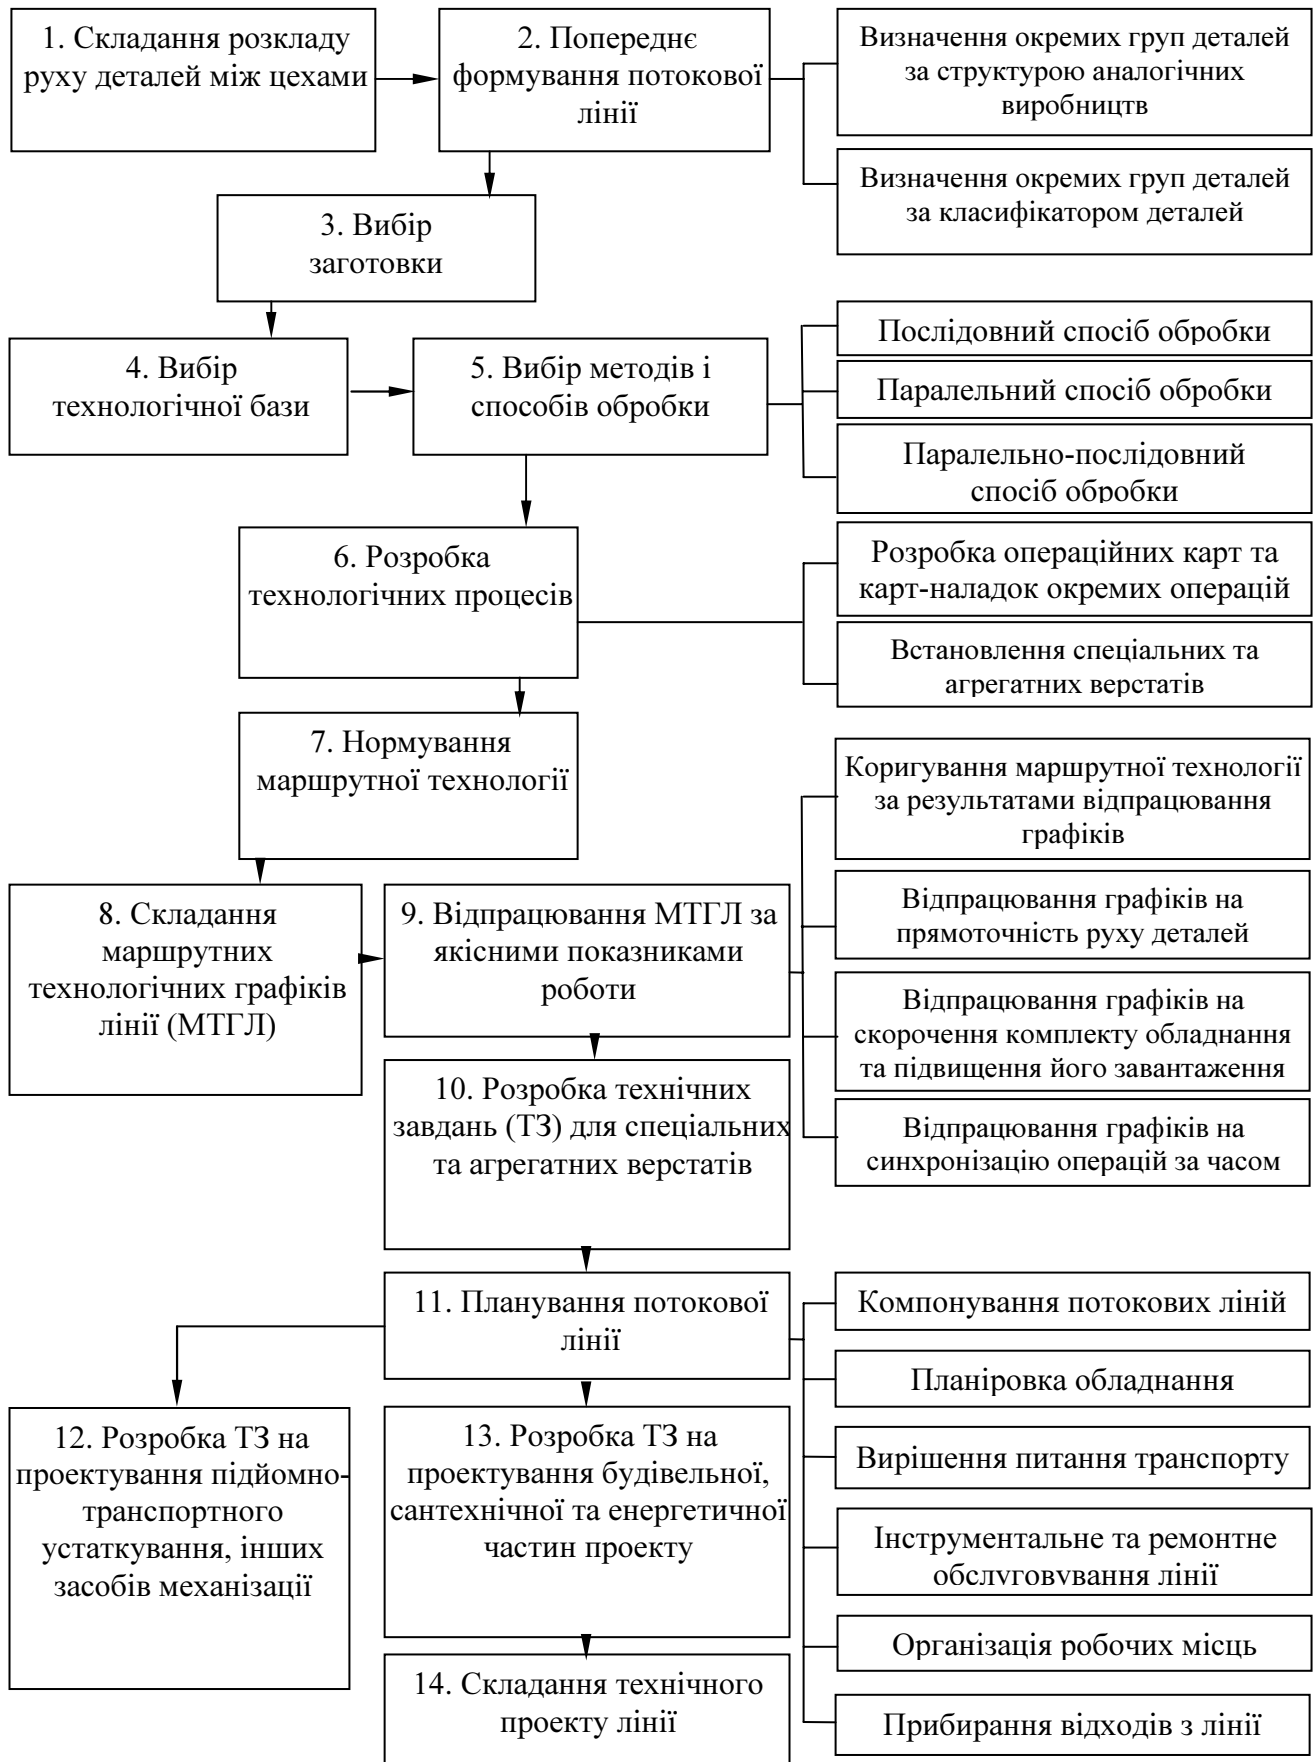 1. Складання розкладу
руху деталей між цехами
2. Попереднє
формування потокової
лінії
Визначення окремих груп деталей
за структурою аналогічних
виробництв
Визначення окремих груп деталей
за класифікатором деталей
3. Вибір
заготовки
4. Вибір
технологічної бази
5. Вибір методів і
способів обробки
Послідовний спосіб обробки
Паралельний спосіб обробки
Паралельно-послідовний
спосіб обробки
6. Розробка
технологічних процесів
Розробка операційних карт та
карт-наладок окремих операцій
Встановлення спеціальних та
агрегатних верстатів
7. Нормування
маршрутної технології
Коригування маршрутної технології
за результатами відпрацювання
графіків
8. Складання
маршрутних
технологічних графіків
лінії (МТГЛ)
9. Відпрацювання МТГЛ за
якісними показниками
роботи
Відпрацювання графіків на
прямоточність руху деталей
Відпрацювання графіків на
скорочення комплекту обладнання
та підвищення його завантаження
Відпрацювання графіків на
синхронізацію операцій за часом
10. Розробка технічних
завдань (ТЗ) для спеціальних
та агрегатних верстатів
11. Планування потокової
лінії
Компонування потокових ліній
Планіровка обладнання
Вирішення питання транспорту
Інструментальне та ремонтне
обслуговування лінії
Організація робочих місць
Прибирання відходів з лінії
12. Розробка ТЗ на
проектування підйомно-
транспортного
устаткування, інших
засобів механізації
13. Розробка ТЗ на
проектування будівельної,
сантехнічної та енергетичної
частин проекту
14. Складання технічного
проекту лінії